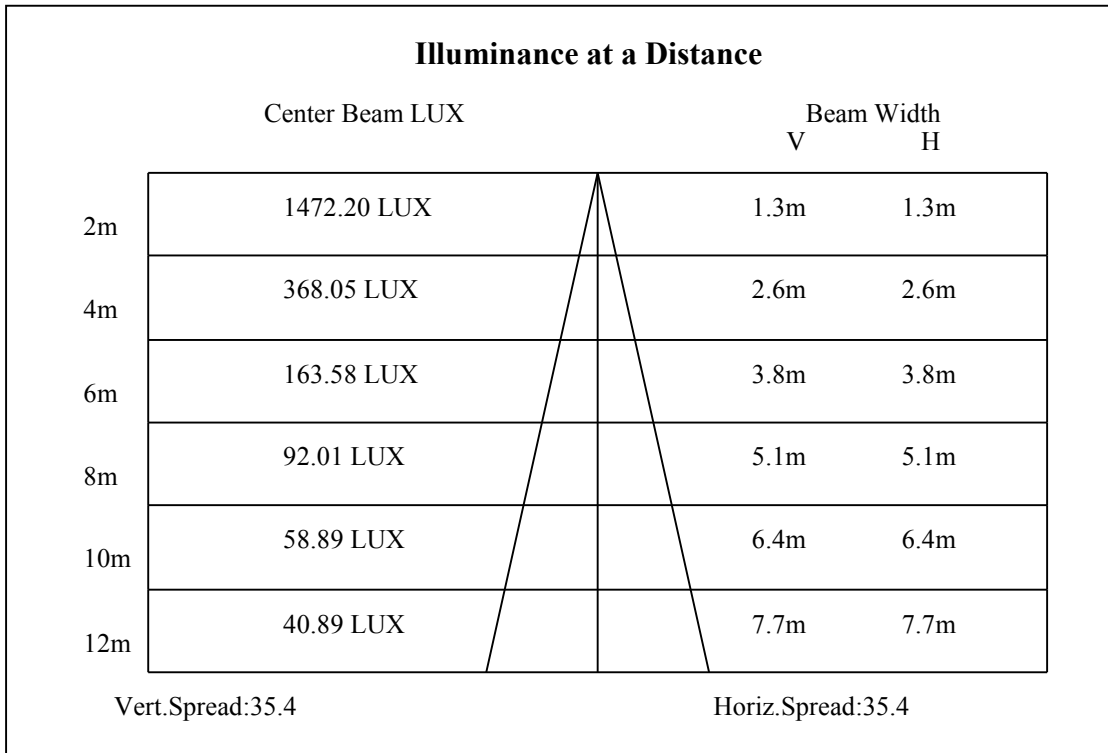 Illuminance at a Distance
Center Beam LUX Beam Width
V H
2m 1472.20 LUX 1.3m 1.3m
4m 368.05 LUX 2.6m 2.6m
6m 163.58 LUX 3.8m 3.8m
8m 92.01 LUX 5.1m 5.1m
10m 58.89 LUX 6.4m 6.4m
12m 40.89 LUX 7.7m 7.7m
Vert.Spread:35.4 Horiz.Spread:35.4